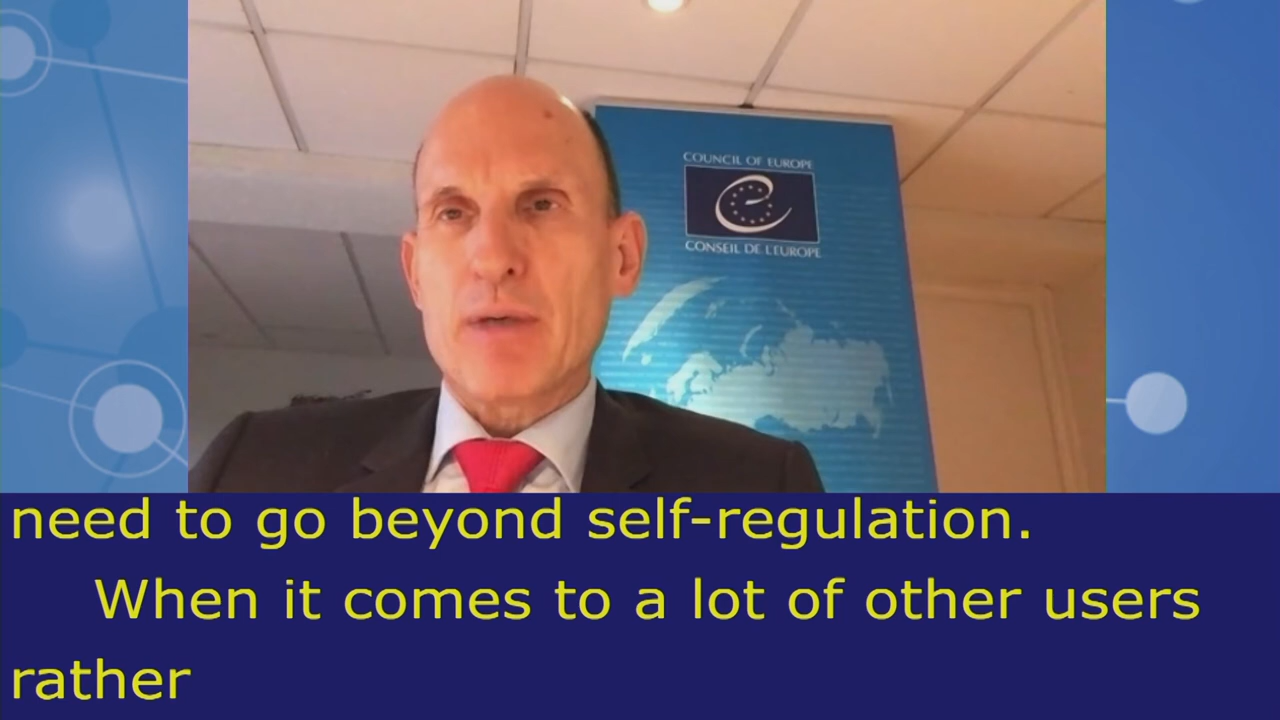 COUNCIL OF EUROPE
CONSEIL DE L'EUROPE
need to go beyond self-regulation.
When it comes to a lot of other users
rather